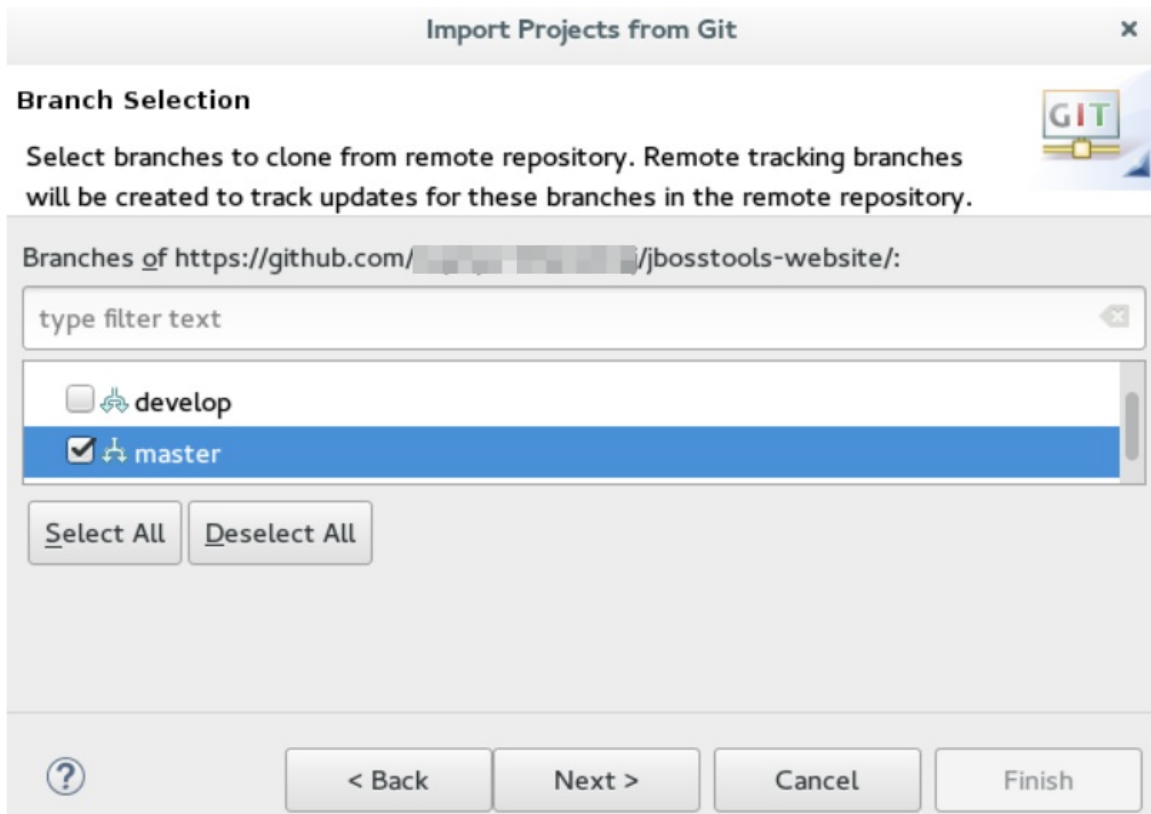 Import Projects from Git
Branch Selection
GIT
Select branches to clone from remote repository. Remote tracking branches
will be created to track updates for these branches in the remote repository.
Branches of https://github.com/ /jbosstools-website/:
type filter text
develop
master
Select All Deselect All
? < Back Next > Cancel Finish